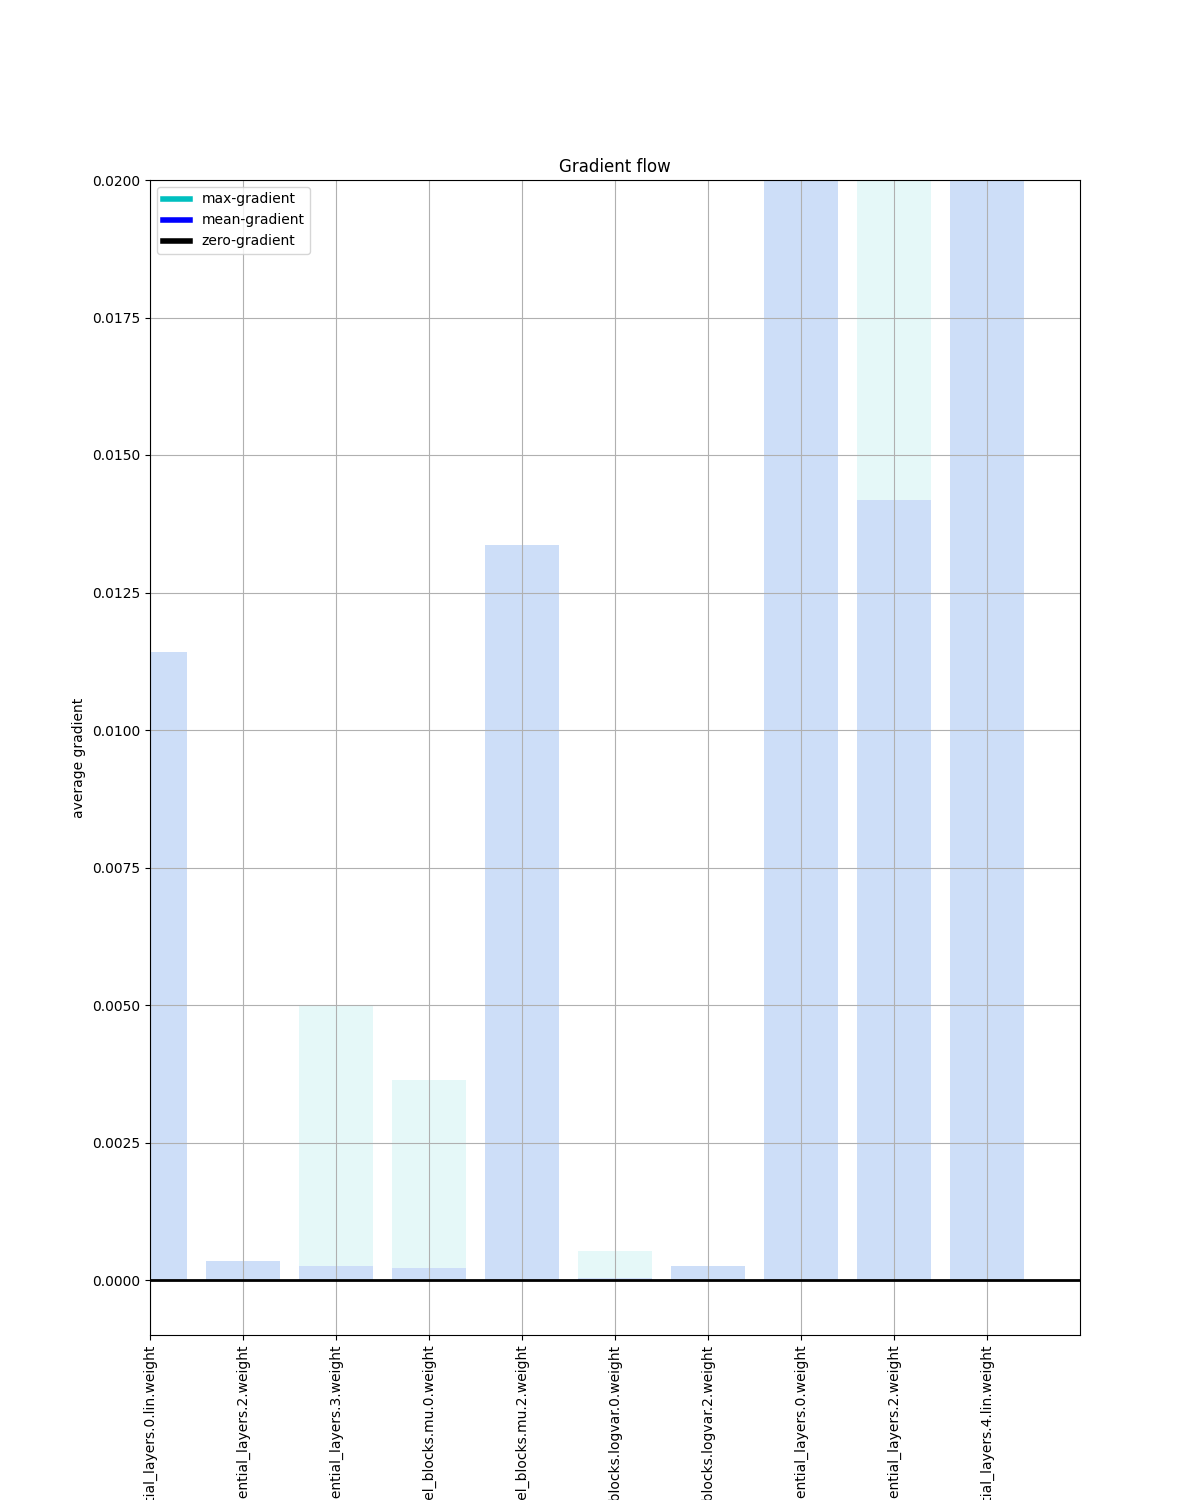 Gradient flow
max-gradient
mean-gradient
zero-gradient
0.0200
0.0175
0.0150
0.0125
0.0100
0.0075
0.0050
0.0025
0.0000
average gradient
tial_layers.0.lin.weight
ential_layers.2.weight
ential_layers.3.weight
el_blocks.mu.0.weight
el_blocks.mu.2.weight
blocks.logvar.0.weight
blocks.logvar.2.weight
ential_layers.0.weight
ential_layers.2.weight
tial_layers.4.lin.weight